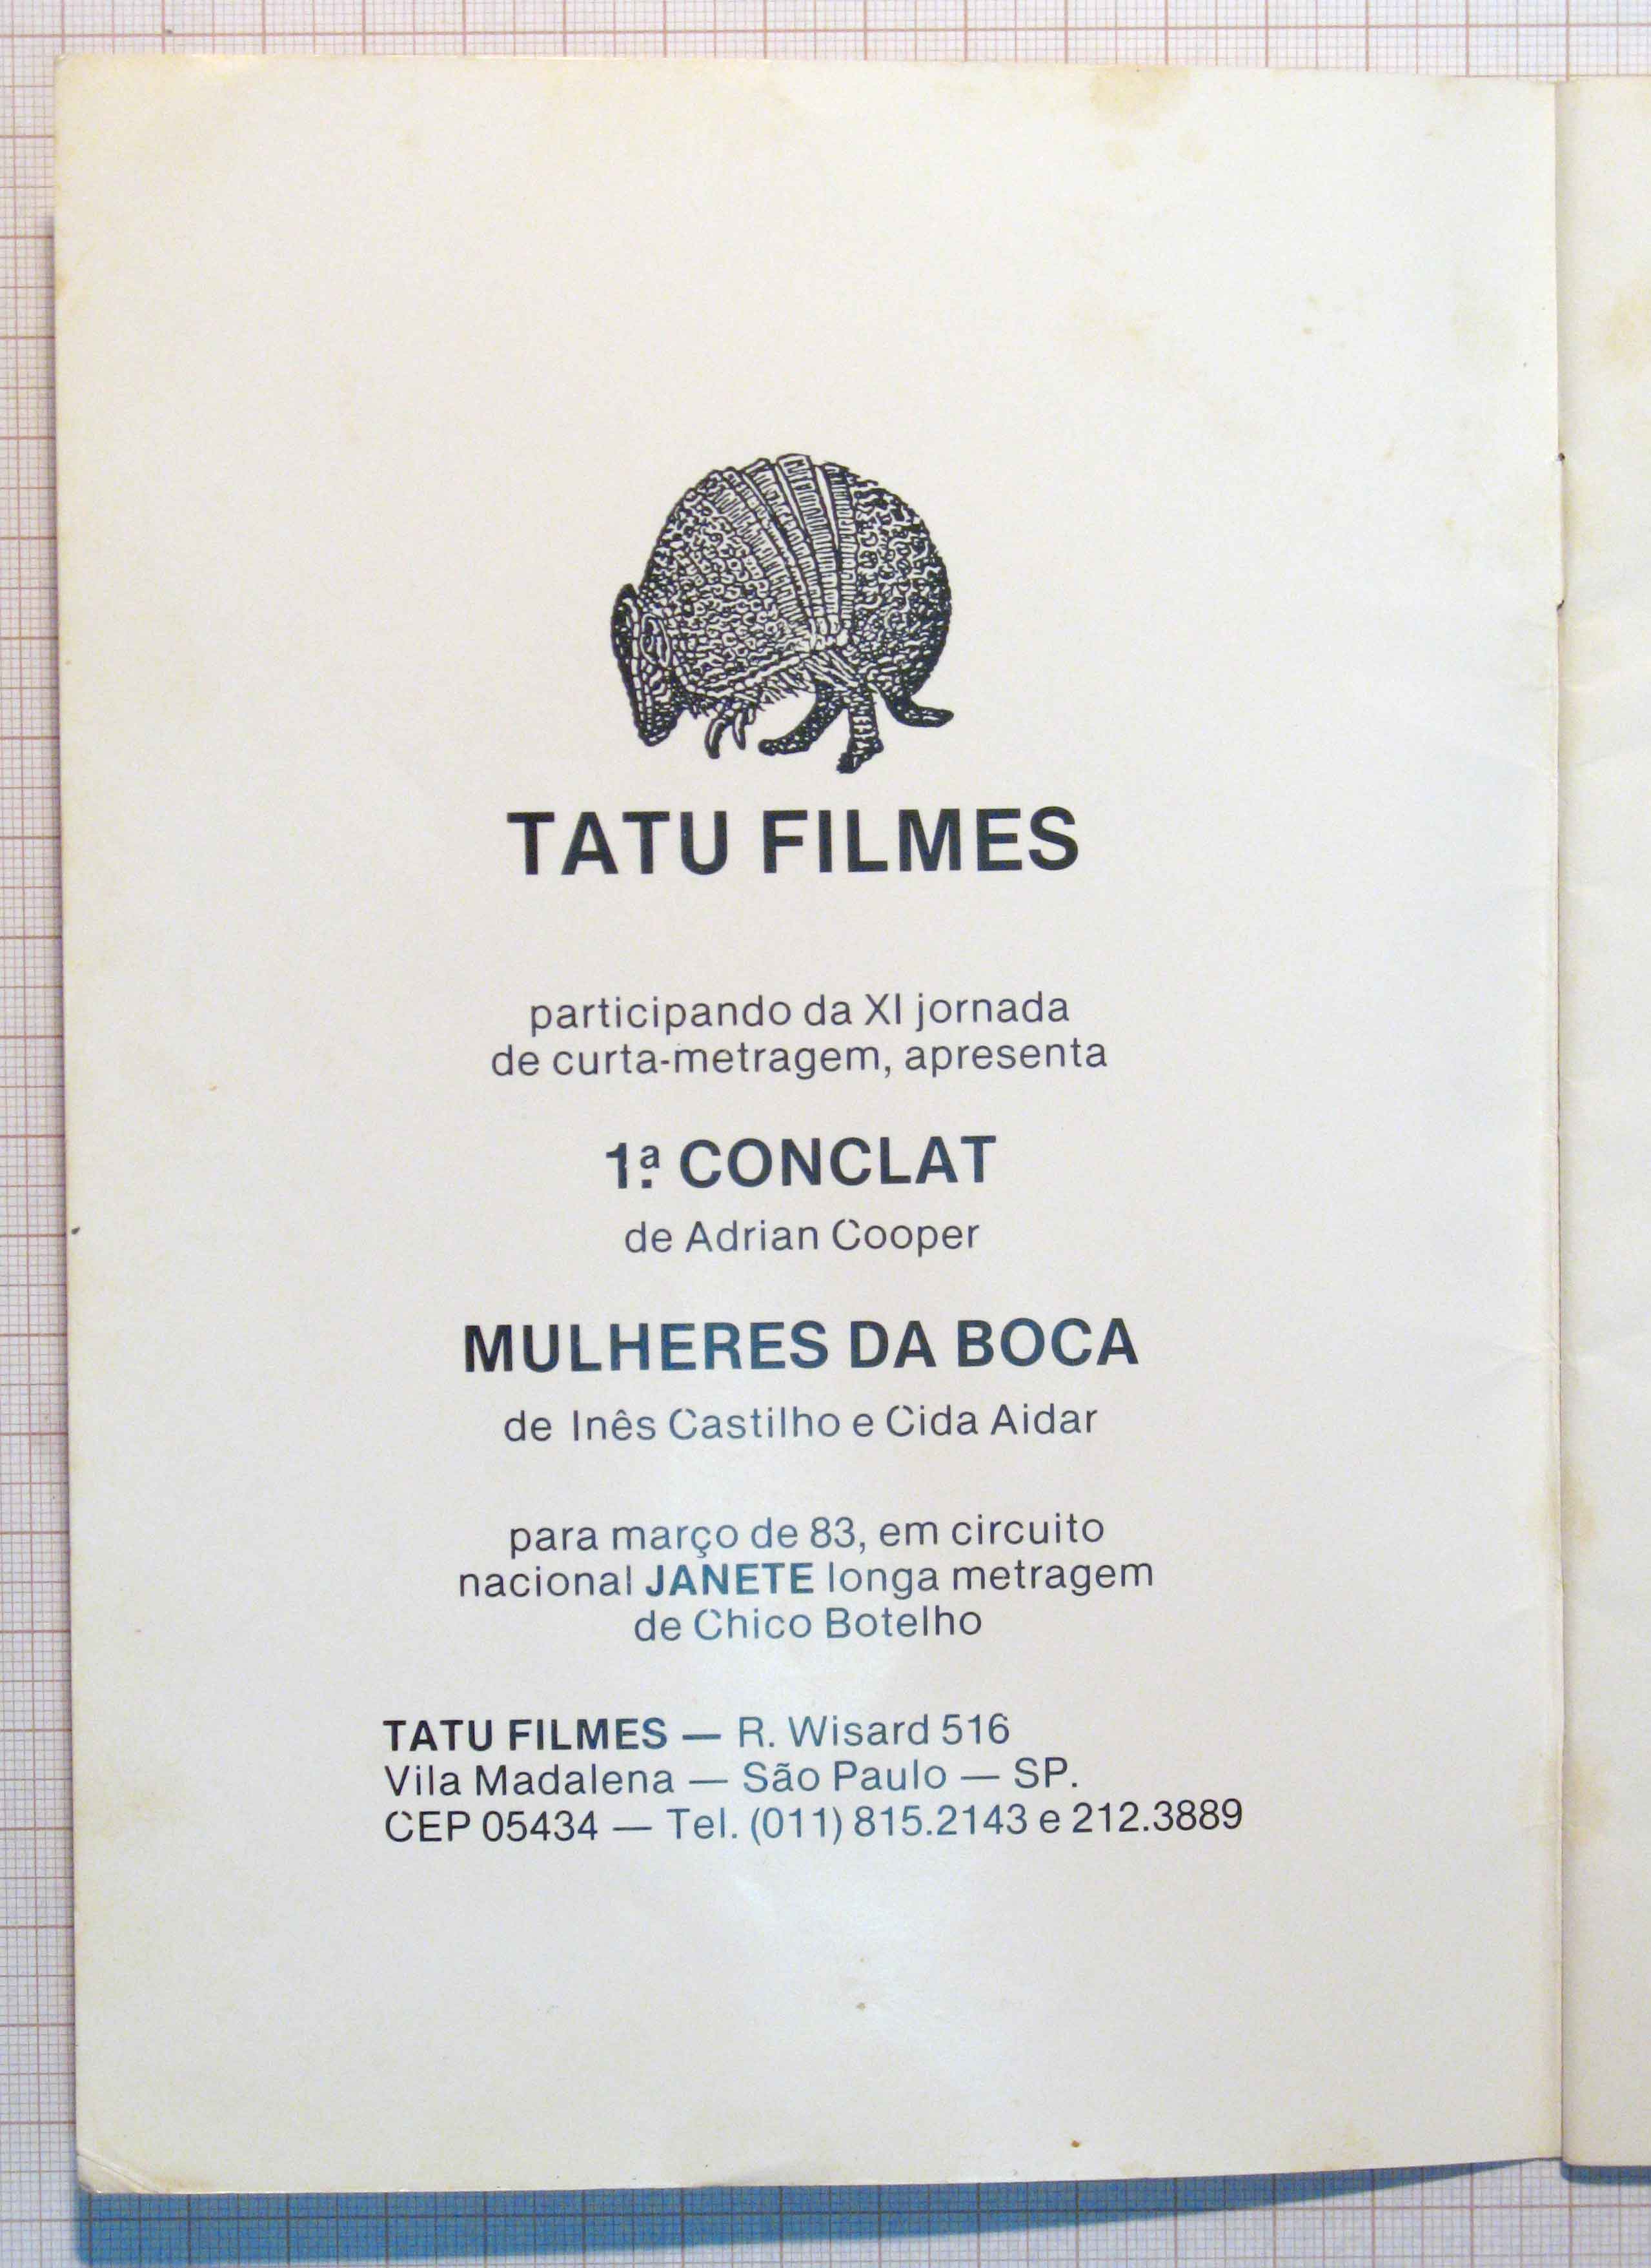 TATU FILMES
participando da XI jornada
de curta-metragem, apresenta
1ª CONCLAT
de Adrian Cooper
MULHERES DA BOCA
de Inês Castilho e Cida Aidar
para março de 83, em circuito
nacional JANETE longa metragem
de Chico Botelho
TATU FILMES — R. Wisard 516
Vila Madalena — São Paulo — SP.
CEP 05434 — Tel. (011) 815.2143 e 212.3889